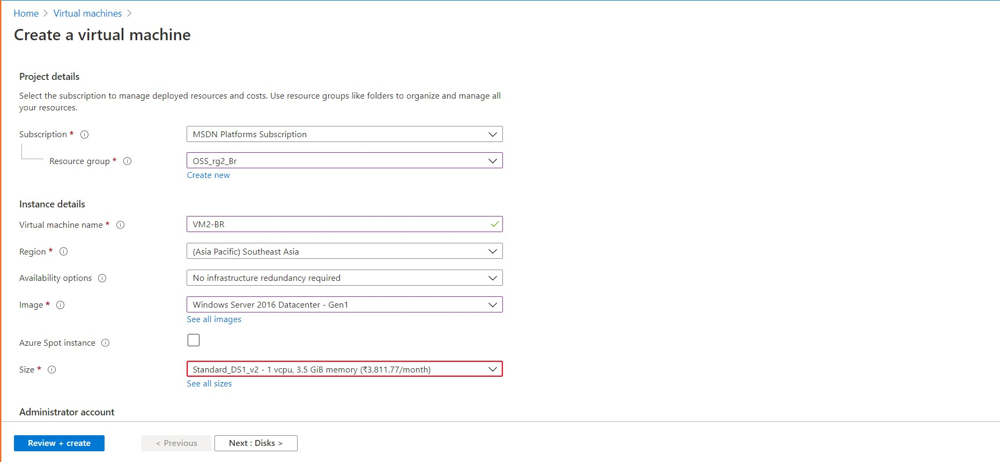 Home > Virtual machines >
Create a virtual machine
Project details
Select the subscription to manage deployed resources and costs. Use resource groups like folders to organize and manage all
your resources.
Subscription * MSDN Platforms Subscription
Resource group * OSS_rg2_Br
Create new
Instance details
Virtual machine name * VM2-BR
Region * (Asia Pacific) Southeast Asia
Availability options No infrastructure redundancy required
Image * Windows Server 2016 Datacenter - Gen1
See all images
Azure Spot instance
Size * Standard_DS1_v2 - 1 vcpu, 3.5 GiB memory (₹3,811.77/month)
See all sizes
Administrator account
Review + create < Previous Next : Disks >